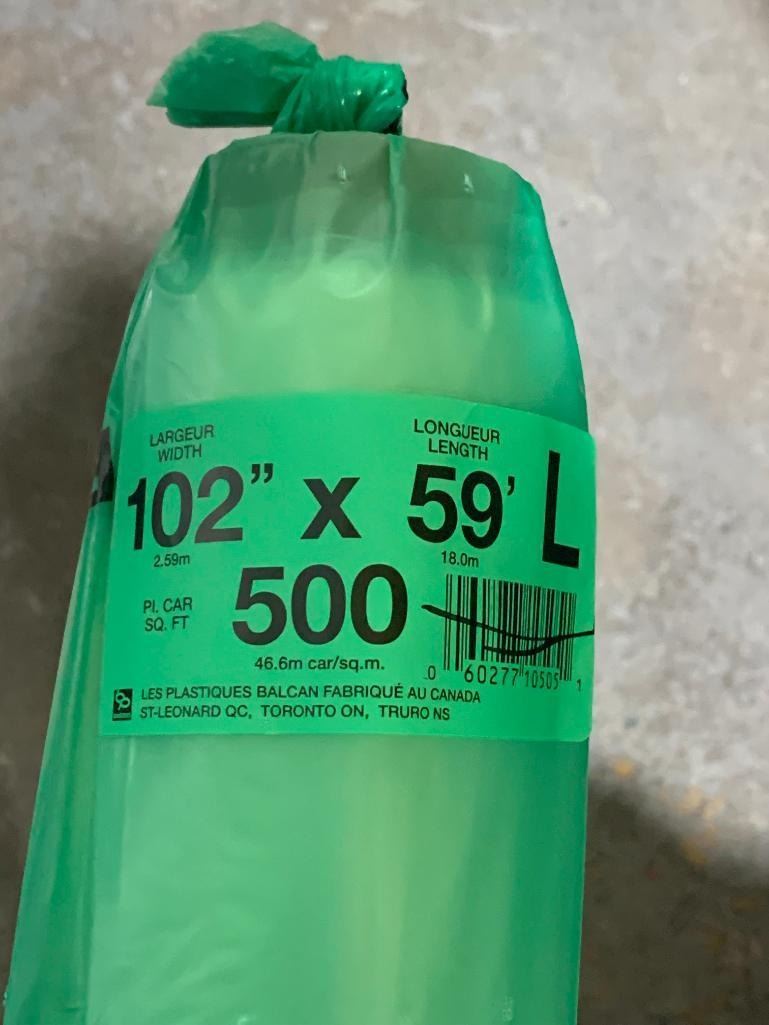 LARGEUR
WIDTH
LONGUEUR
LENGTH
102” x 59’ L
2.59m
18.0m
PI. CAR
SQ. FT
500
46.6m car/sq.m.
0 60277 10505 1
LES PLASTIQUES BALCAN FABRIQUÉ AU CANADA
ST-LEONARD QC, TORONTO ON, TRURO NS